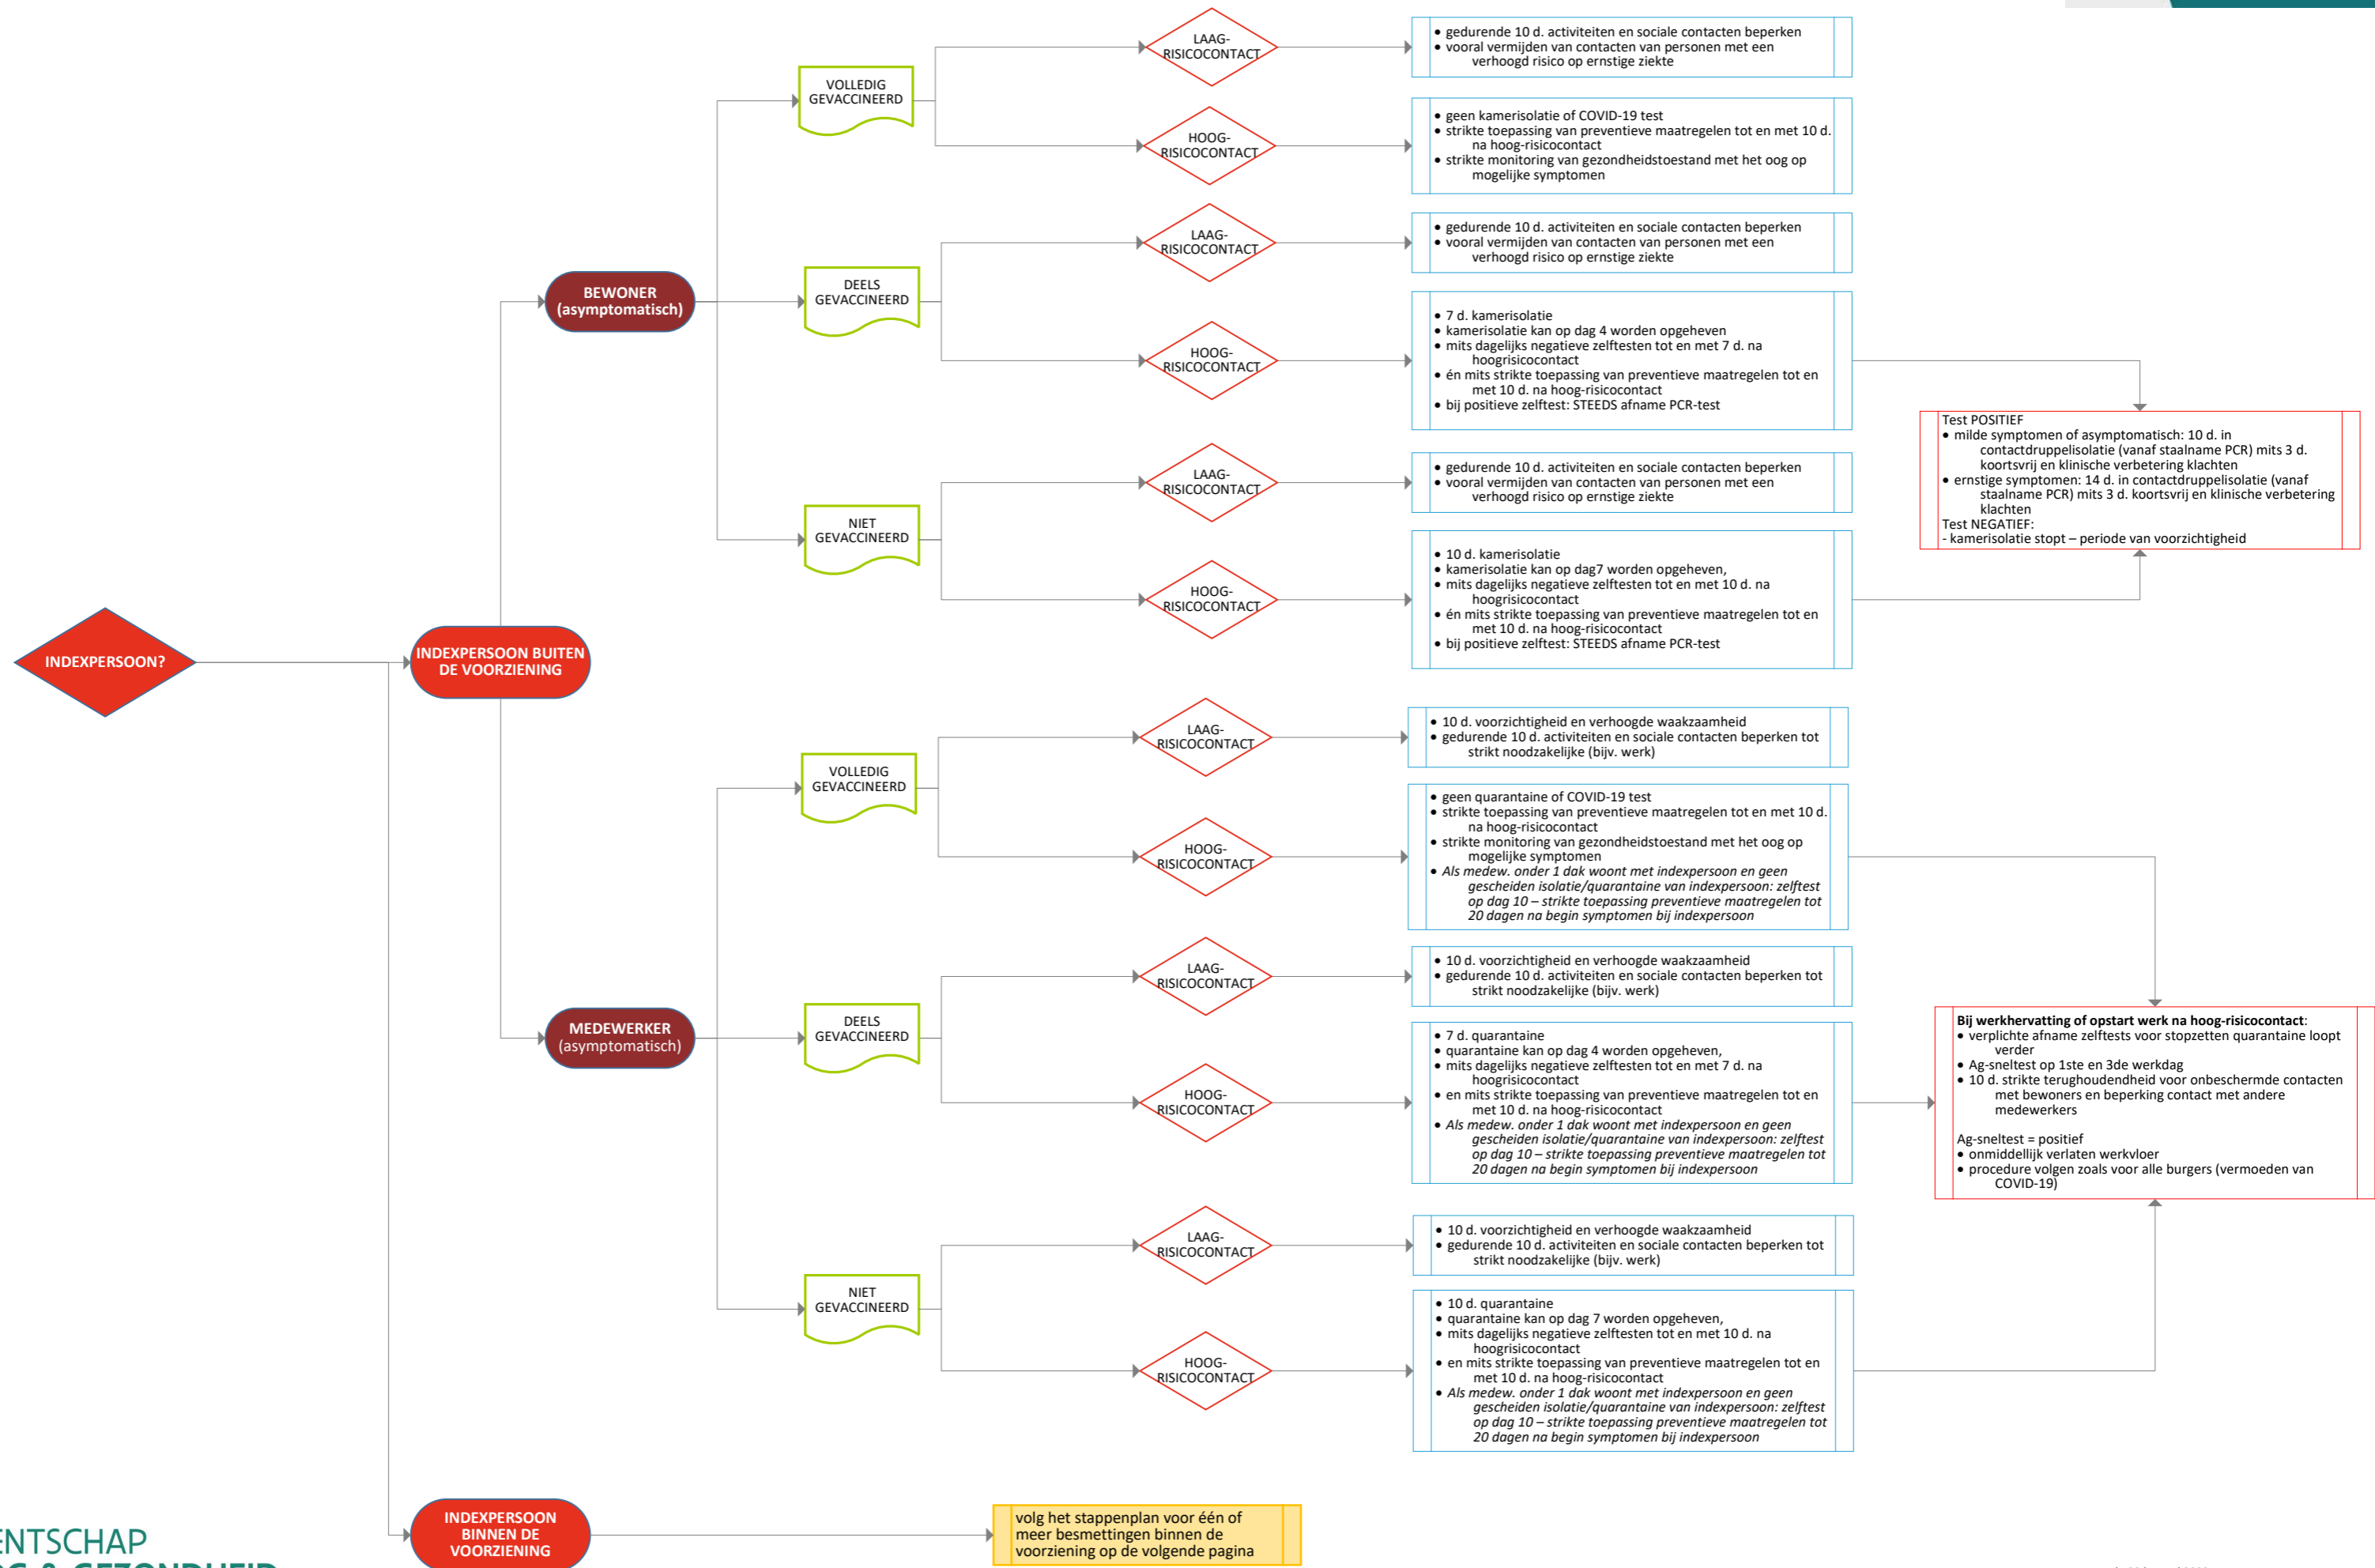 LAAG-
RISICOCONTACT
• gedurende 10 d. activiteiten en sociale contacten beperken
• vooral vermijden van contacten van personen met een
verhoogd risico op ernstige ziekte
VOLLEDIG
GEVACCINEERD
HOOG-
RISICOCONTACT
• geen kamerisolatie of COVID-19 test
• strikte toepassing van preventieve maatregelen tot en met 10 d.
na hoog-risicocontact
• strikte monitoring van gezondheidstoestand met het oog op
mogelijke symptomen
LAAG-
RISICOCONTACT
• gedurende 10 d. activiteiten en sociale contacten beperken
• vooral vermijden van contacten van personen met een
verhoogd risico op ernstige ziekte
BEWONER
(asymptomatisch)
DEELS
GEVACCINEERD
HOOG-
RISICOCONTACT
• 7 d. kamerisolatie
• kamerisolatie kan op dag 4 worden opgeheven
• mits dagelijks negatieve zelftesten tot en met 7 d. na
hoogrisicocontact
• én mits strikte toepassing van preventieve maatregelen tot en
met 10 d. na hoog-risicocontact
• bij positieve zelftest: STEEDS afname PCR-test
Test POSITIEF
• milde symptomen of asymptomatisch: 10 d. in
contactdruppelisolatie (vanaf staalname PCR) mits 3 d.
koortsvrij en klinische verbetering klachten
• ernstige symptomen: 14 d. in contactdruppelisolatie (vanaf
staalname PCR) mits 3 d. koortsvrij en klinische verbetering
klachten
Test NEGATIEF:
- kamerisolatie stopt – periode van voorzichtigheid
LAAG-
RISICOCONTACT
• gedurende 10 d. activiteiten en sociale contacten beperken
• vooral vermijden van contacten van personen met een
verhoogd risico op ernstige ziekte
NIET
GEVACCINEERD
HOOG-
RISICOCONTACT
• 10 d. kamerisolatie
• kamerisolatie kan op dag7 worden opgeheven,
• mits dagelijks negatieve zelftesten tot en met 10 d. na
hoogrisicocontact
• én mits strikte toepassing van preventieve maatregelen tot en
met 10 d. na hoog-risicocontact
• bij positieve zelftest: STEEDS afname PCR-test
INDEXPERSOON?
INDEXPERSOON BUITEN
DE VOORZIENING
LAAG-
RISICOCONTACT
• 10 d. voorzichtigheid en verhoogde waakzaamheid
• gedurende 10 d. activiteiten en sociale contacten beperken tot
strikt noodzakelijke (bijv. werk)
VOLLEDIG
GEVACCINEERD
HOOG-
RISICOCONTACT
• geen quarantaine of COVID-19 test
• strikte toepassing van preventieve maatregelen tot en met 10 d.
na hoog-risicocontact
• strikte monitoring van gezondheidstoestand met het oog op
mogelijke symptomen
• Als medew. onder 1 dak woont met indexpersoon en geen
gescheiden isolatie/quarantaine van indexpersoon: zelftest
op dag 10 – strikte toepassing preventieve maatregelen tot
20 dagen na begin symptomen bij indexpersoon
LAAG-
RISICOCONTACT
• 10 d. voorzichtigheid en verhoogde waakzaamheid
• gedurende 10 d. activiteiten en sociale contacten beperken tot
strikt noodzakelijke (bijv. werk)
MEDEWERKER
(asymptomatisch)
DEELS
GEVACCINEERD
HOOG-
RISICOCONTACT
• 7 d. quarantaine
• quarantaine kan op dag 4 worden opgeheven,
• mits dagelijks negatieve zelftesten tot en met 7 d. na
hoogrisicocontact
• en mits strikte toepassing van preventieve maatregelen tot en
met 10 d. na hoog-risicocontact
• Als medew. onder 1 dak woont met indexpersoon en geen
gescheiden isolatie/quarantaine van indexpersoon: zelftest
op dag 10 – strikte toepassing preventieve maatregelen tot
20 dagen na begin symptomen bij indexpersoon
Bij werkhervatting of opstart werk na hoog-risicocontact:
• verplichte afname zelftests voor stopzetten quarantaine loopt
verder
• Ag-sneltest op 1ste en 3de werkdag
• 10 d. strikte terughoudendheid voor onbeschermde contacten
met bewoners en beperking contact met andere
medewerkers
Ag-sneltest = positief
• onmiddellijk verlaten werkvloer
• procedure volgen zoals voor alle burgers (vermoeden van
COVID-19)
LAAG-
RISICOCONTACT
• 10 d. voorzichtigheid en verhoogde waakzaamheid
• gedurende 10 d. activiteiten en sociale contacten beperken tot
strikt noodzakelijke (bijv. werk)
NIET
GEVACCINEERD
HOOG-
RISICOCONTACT
• 10 d. quarantaine
• quarantaine kan op dag 7 worden opgeheven,
• mits dagelijks negatieve zelftesten tot en met 10 d. na
hoogrisicocontact
• en mits strikte toepassing van preventieve maatregelen tot en
met 10 d. na hoog-risicocontact
• Als medew. onder 1 dak woont met indexpersoon en geen
gescheiden isolatie/quarantaine van indexpersoon: zelftest
op dag 10 – strikte toepassing preventieve maatregelen tot
20 dagen na begin symptomen bij indexpersoon
INDEXPERSOON
BINNEN DE
VOORZIENING
volg het stappenplan voor één of
meer besmettingen binnen de
voorziening op de volgende pagina
ENTSCHAP
& GEZONDHEID